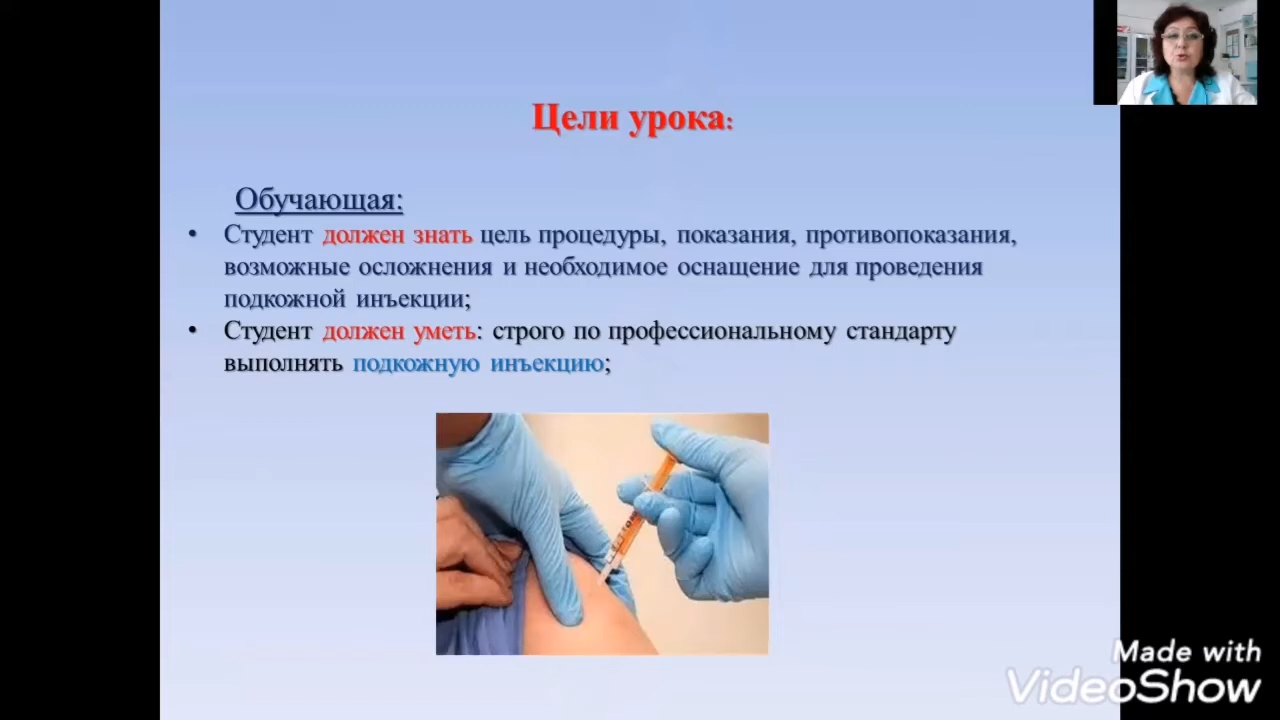 Цели урока:
Обучающая:
• Студент должен знать цель процедуры, показания, противопоказания,
возможные осложнения и необходимое оснащение для проведения
подкожной инъекции;
• Студент должен уметь: строго по профессиональному стандарту
выполнять подкожную инъекцию;
Made with
VideoShow